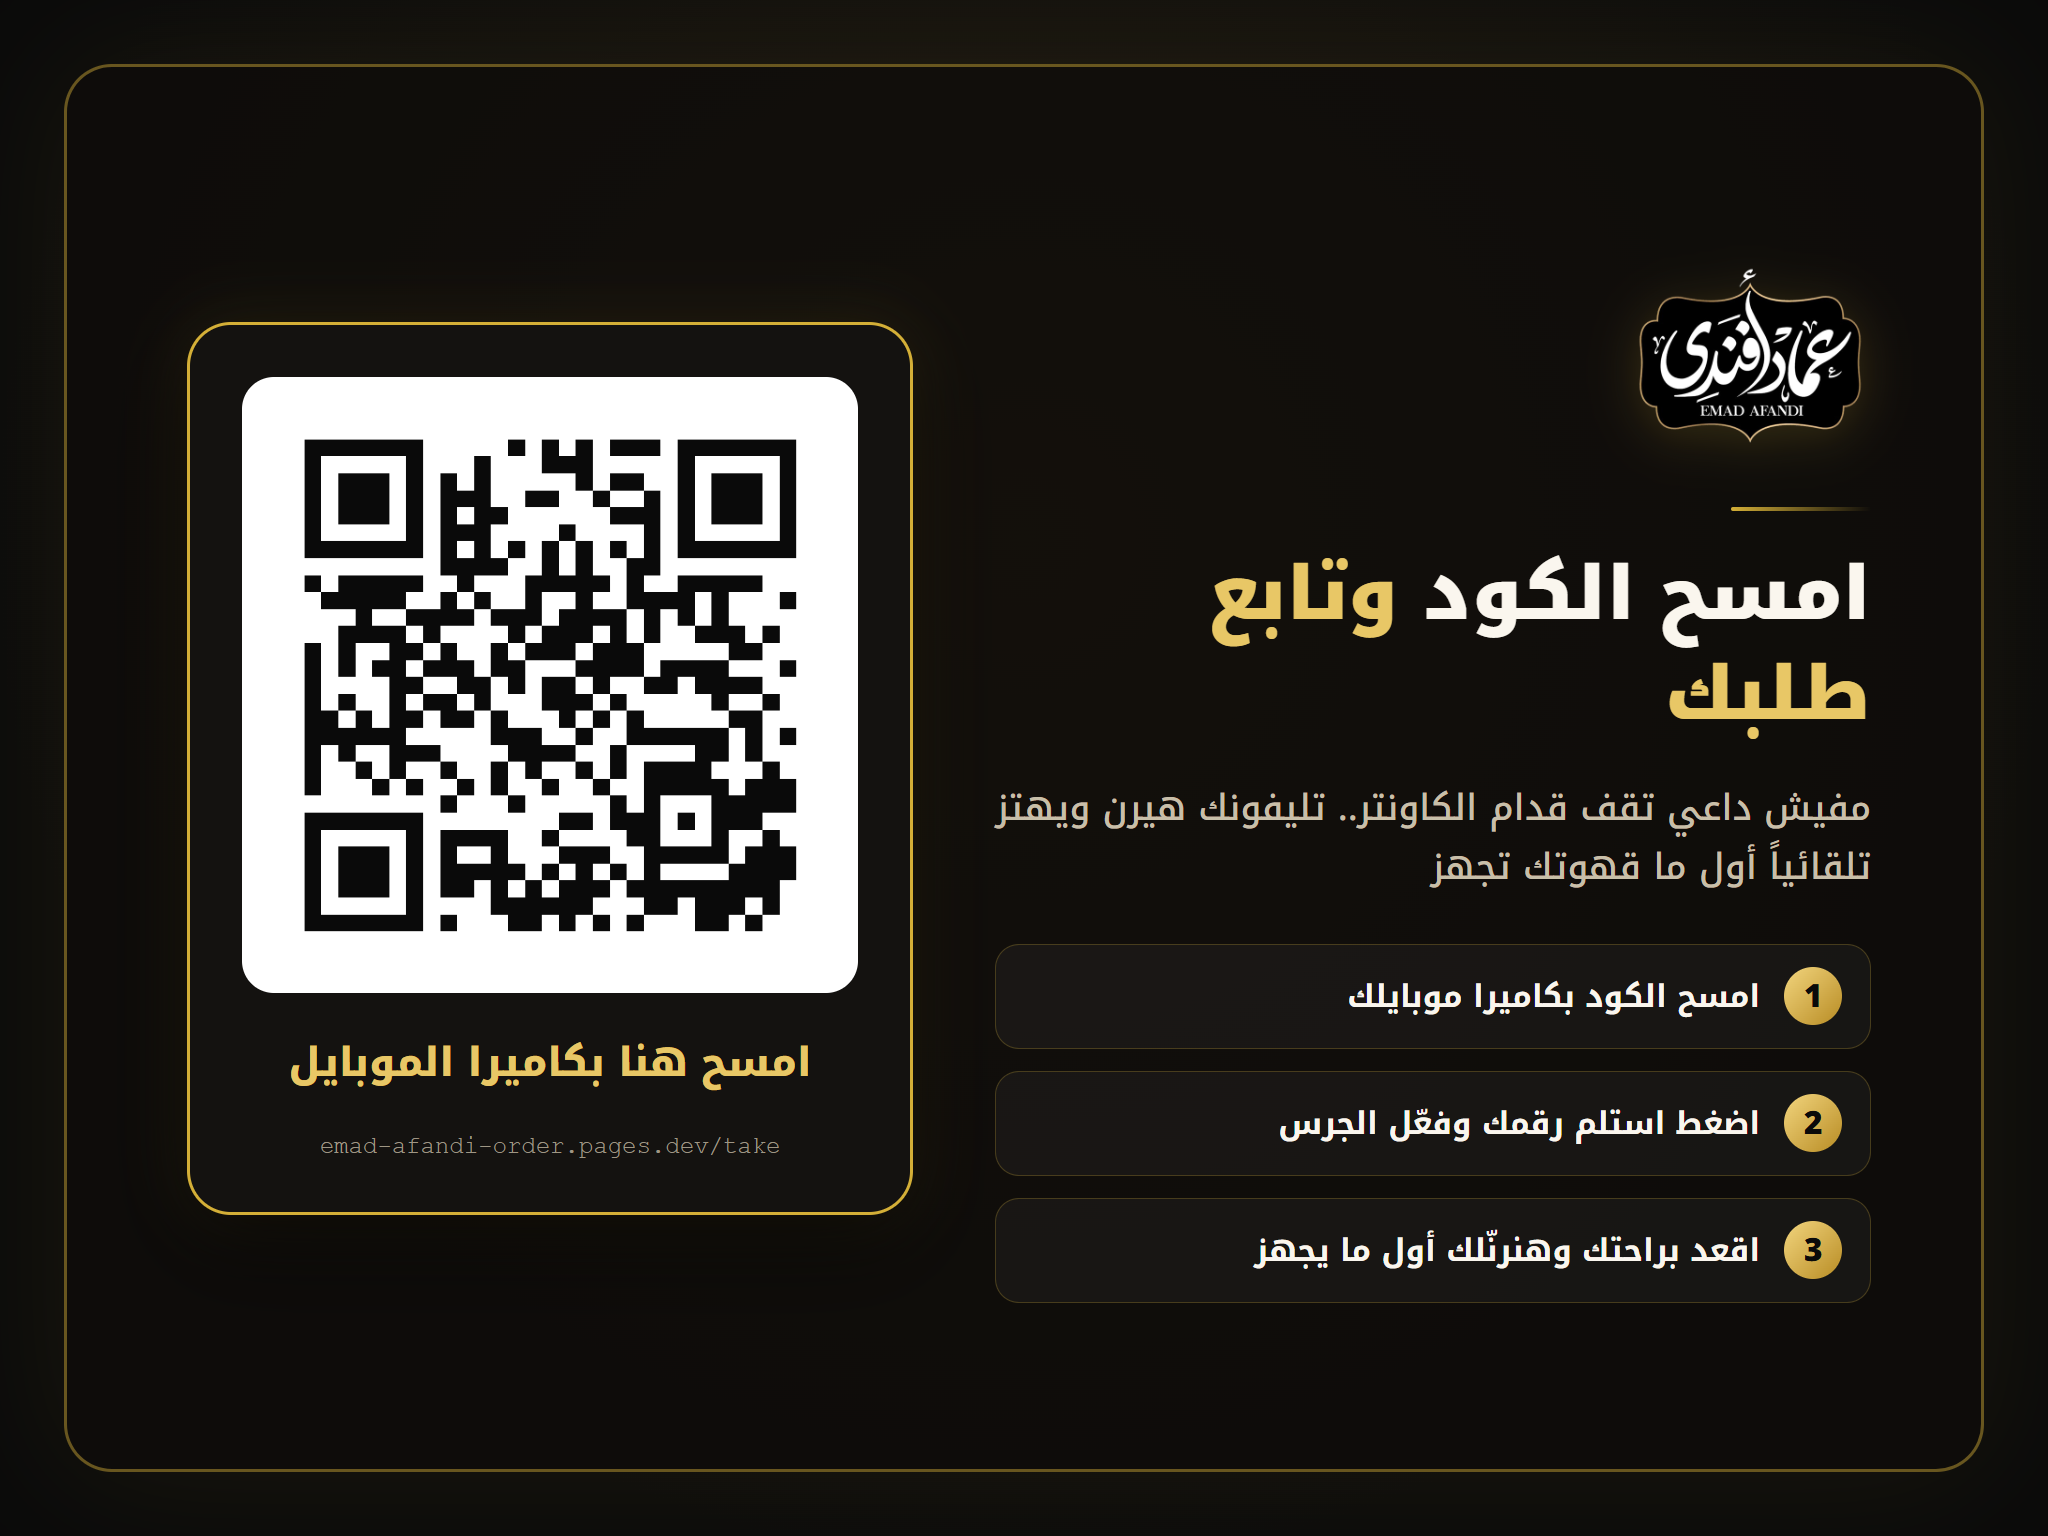 عماد أفندي
EMAD AFANDI
امسح الكود وتابع
طلبك
مفيش داعي تقف قدام الكاونتر.. تليفونك هيرن ويهتز
تلقائياً أول ما قهوتك تجهز
1 امسح الكود بكاميرا موبايلك
2 اضغط استلم رقمك وفعّل الجرس
3 اقعد براحتك وهنرنّلك أول ما يجهز
امسح هنا بكاميرا الموبايل
emad-afandi-order.pages.dev/take